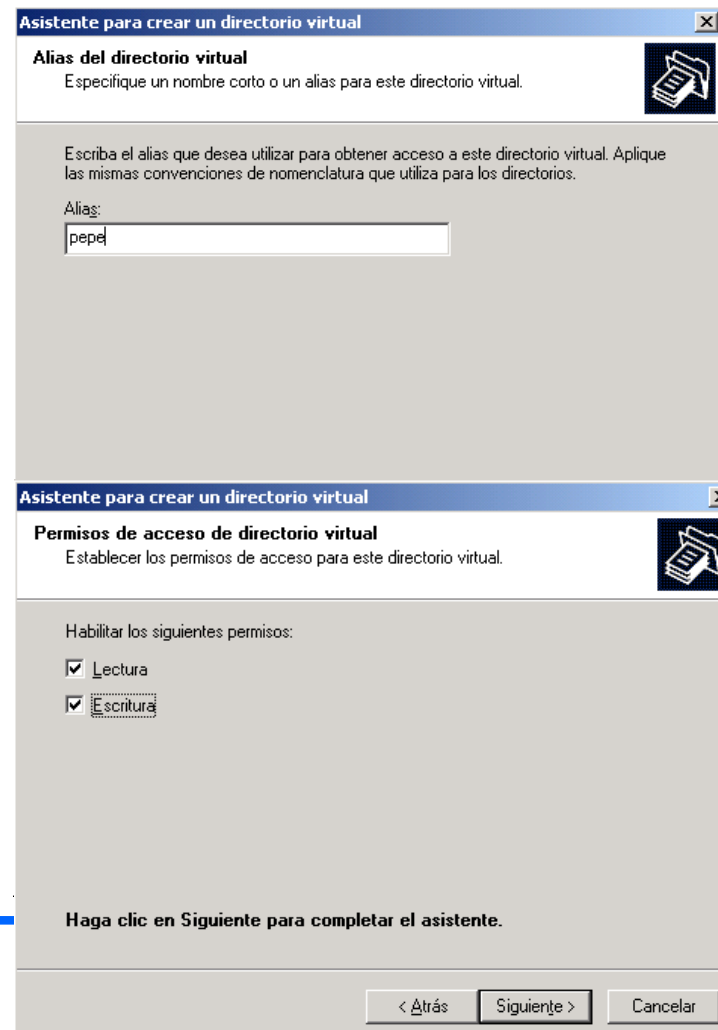 Asistente para crear un directorio virtual
Alias del directorio virtual
Especifique un nombre corto o un alias para este directorio virtual.
Escriba el alias que desea utilizar para obtener acceso a este directorio virtual. Aplique
las mismas convenciones de nomenclatura que utiliza para los directorios.
Alias:
pepe
Asistente para crear un directorio virtual
Permisos de acceso de directorio virtual
Establecer los permisos de acceso para este directorio virtual.
Habilitar los siguientes permisos:
Lectura
Escritura
Haga clic en Siguiente para completar el asistente.
< Atrás Siguiente > Cancelar